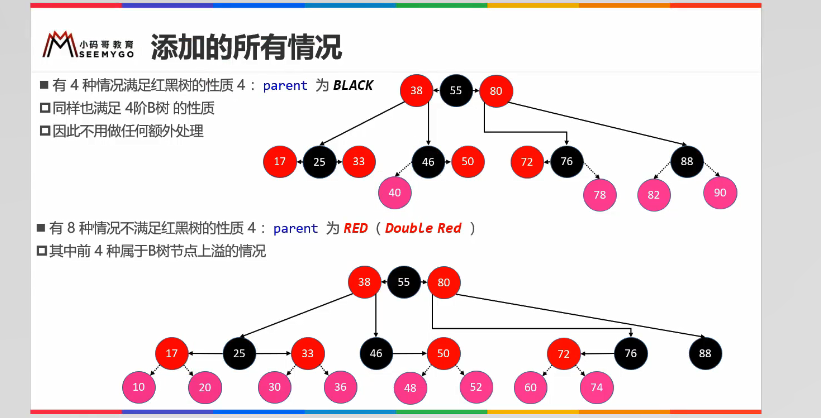 小码哥教育
SEEMYGO
添加的所有情况
有 4 种情况满足红黑树的性质 4： parent 为 BLACK
同样也满足 4阶B树 的性质
因此不用做任何额外处理
38 55 80
17 25 33 46 50 72 76 88
40 78 82 90
有 8 种情况不满足红黑树的性质 4： parent 为 RED（ Double Red ）
其中前 4 种属于B树节点上溢的情况
38 55 80
17 25 33 46 50 72 76 88
10 20 30 36 48 52 60 74